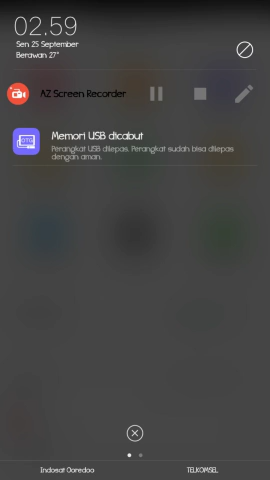 02.59
Sen 25 September
Berawan 27°
AZ Screen Recorder
OTG
Memori USB dicabut
Perangkat USB dilepas. Perangkat sudah bisa dilepas
dengan aman.
Indosat Ooredoo
TELKOMSEL